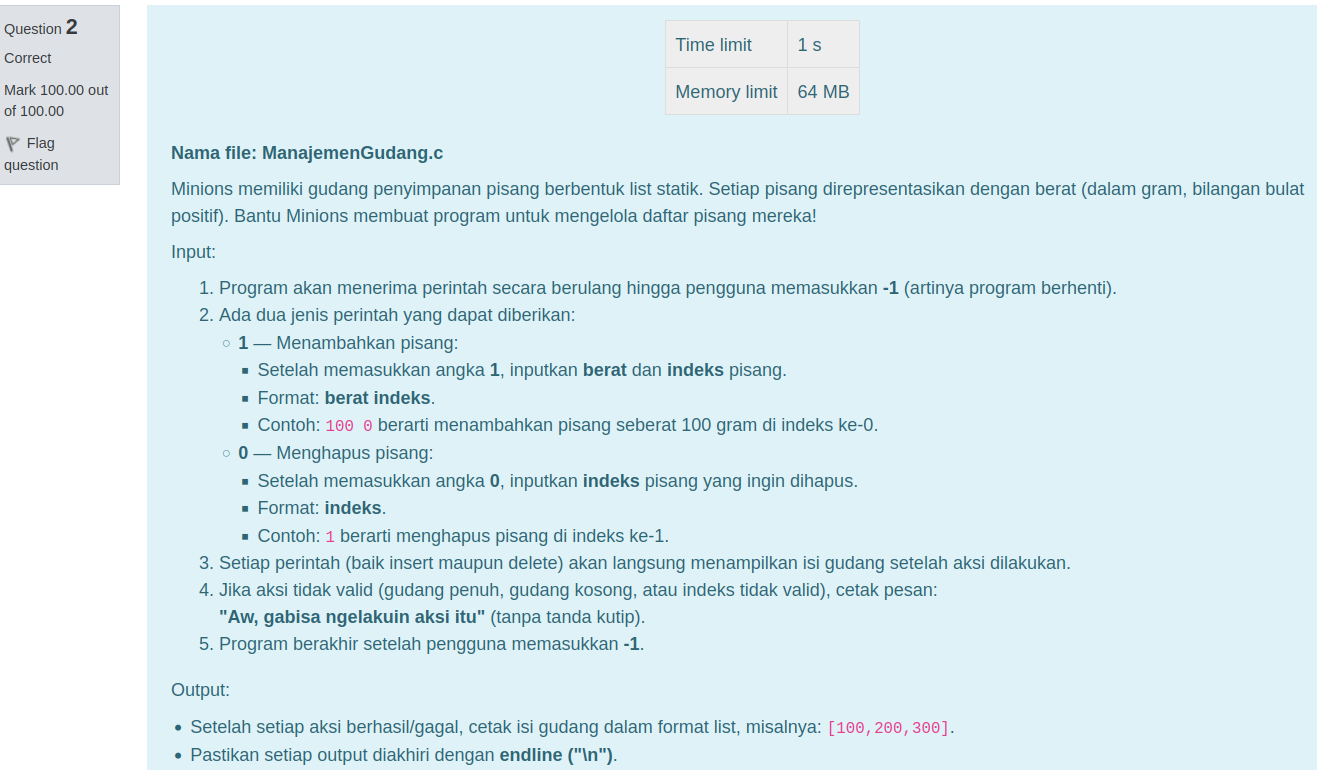 Question 2
Correct
Mark 100.00 out
of 100.00
Flag
question
Time limit 1 s
Memory limit 64 MB
Nama file: ManajemenGudang.c
Minions memiliki gudang penyimpanan pisang berbentuk list statik. Setiap pisang direpresentasikan dengan berat (dalam gram, bilangan bulat
positif). Bantu Minions membuat program untuk mengelola daftar pisang mereka!
Input:
1. Program akan menerima perintah secara berulang hingga pengguna memasukkan -1 (artinya program berhenti).
2. Ada dua jenis perintah yang dapat diberikan:
○ 1 — Menambahkan pisang:
▪ Setelah memasukkan angka 1, inputkan berat dan indeks pisang.
▪ Format: berat indeks.
▪ Contoh: 100 0 berarti menambahkan pisang seberat 100 gram di indeks ke-0.
○ 0 — Menghapus pisang:
▪ Setelah memasukkan angka 0, inputkan indeks pisang yang ingin dihapus.
▪ Format: indeks.
▪ Contoh: 1 berarti menghapus pisang di indeks ke-1.
3. Setiap perintah (baik insert maupun delete) akan langsung menampilkan isi gudang setelah aksi dilakukan.
4. Jika aksi tidak valid (gudang penuh, gudang kosong, atau indeks tidak valid), cetak pesan:
"Aw, gabisa ngelakuin aksi itu" (tanpa tanda kutip).
5. Program berakhir setelah pengguna memasukkan -1.
Output:
• Setelah setiap aksi berhasil/gagal, cetak isi gudang dalam format list, misalnya: [100,200,300].
• Pastikan setiap output diakhiri dengan endline ("\n").